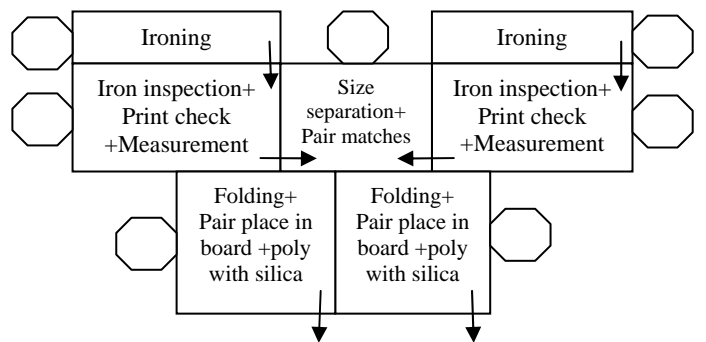 Ironing
Ironing
Iron inspection+
Print check
+Measurement
Size
separation+
Pair matches
Iron inspection+
Print check
+Measurement
Folding+
Pair place in
board +poly
with silica
Folding+
Pair place in
board +poly
with silica